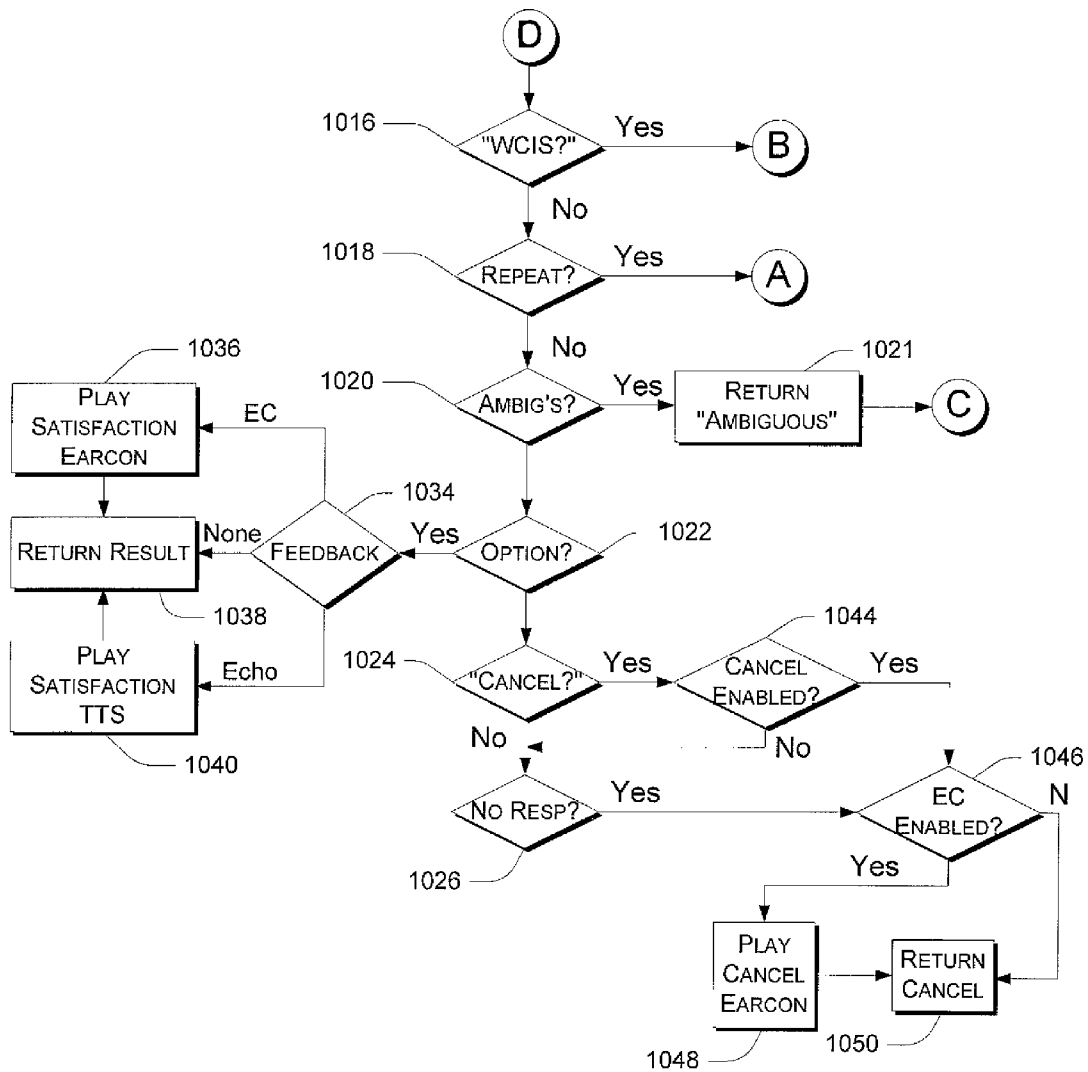 D
1016
"WCIS?"
Yes
B
No
1018
REPEAT?
Yes
A
No
1036
1021
1020
AMBIG'S?
Yes
RETURN
"AMBIGUOUS"
C
PLAY
SATISFACTION
EARCON
EC
1034
FEEDBACK
None
Yes
OPTION?
1022
RETURN RESULT
1038
1044
PLAY
SATISFACTION
TTS
Echo
1024
"CANCEL?"
Yes
CANCEL
ENABLED?
Yes
1040
No
No
1046
NO RESP?
Yes
EC
ENABLED?
N
1026
Yes
PLAY
CANCEL
EARCON
RETURN
CANCEL
1048
1050